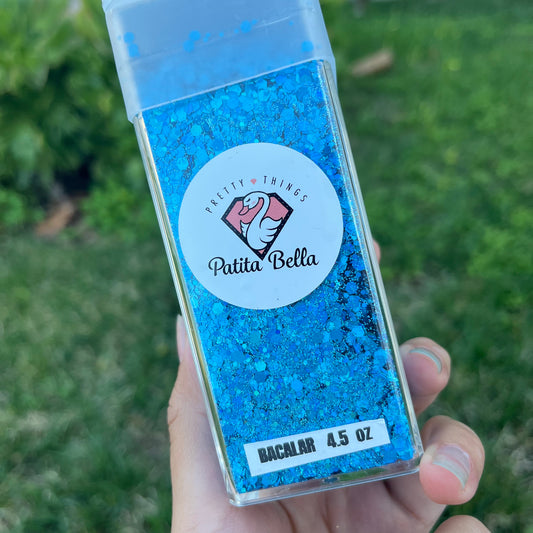 PRETTY THINGS
Patita Bella
BACALAR 4.5 OZ